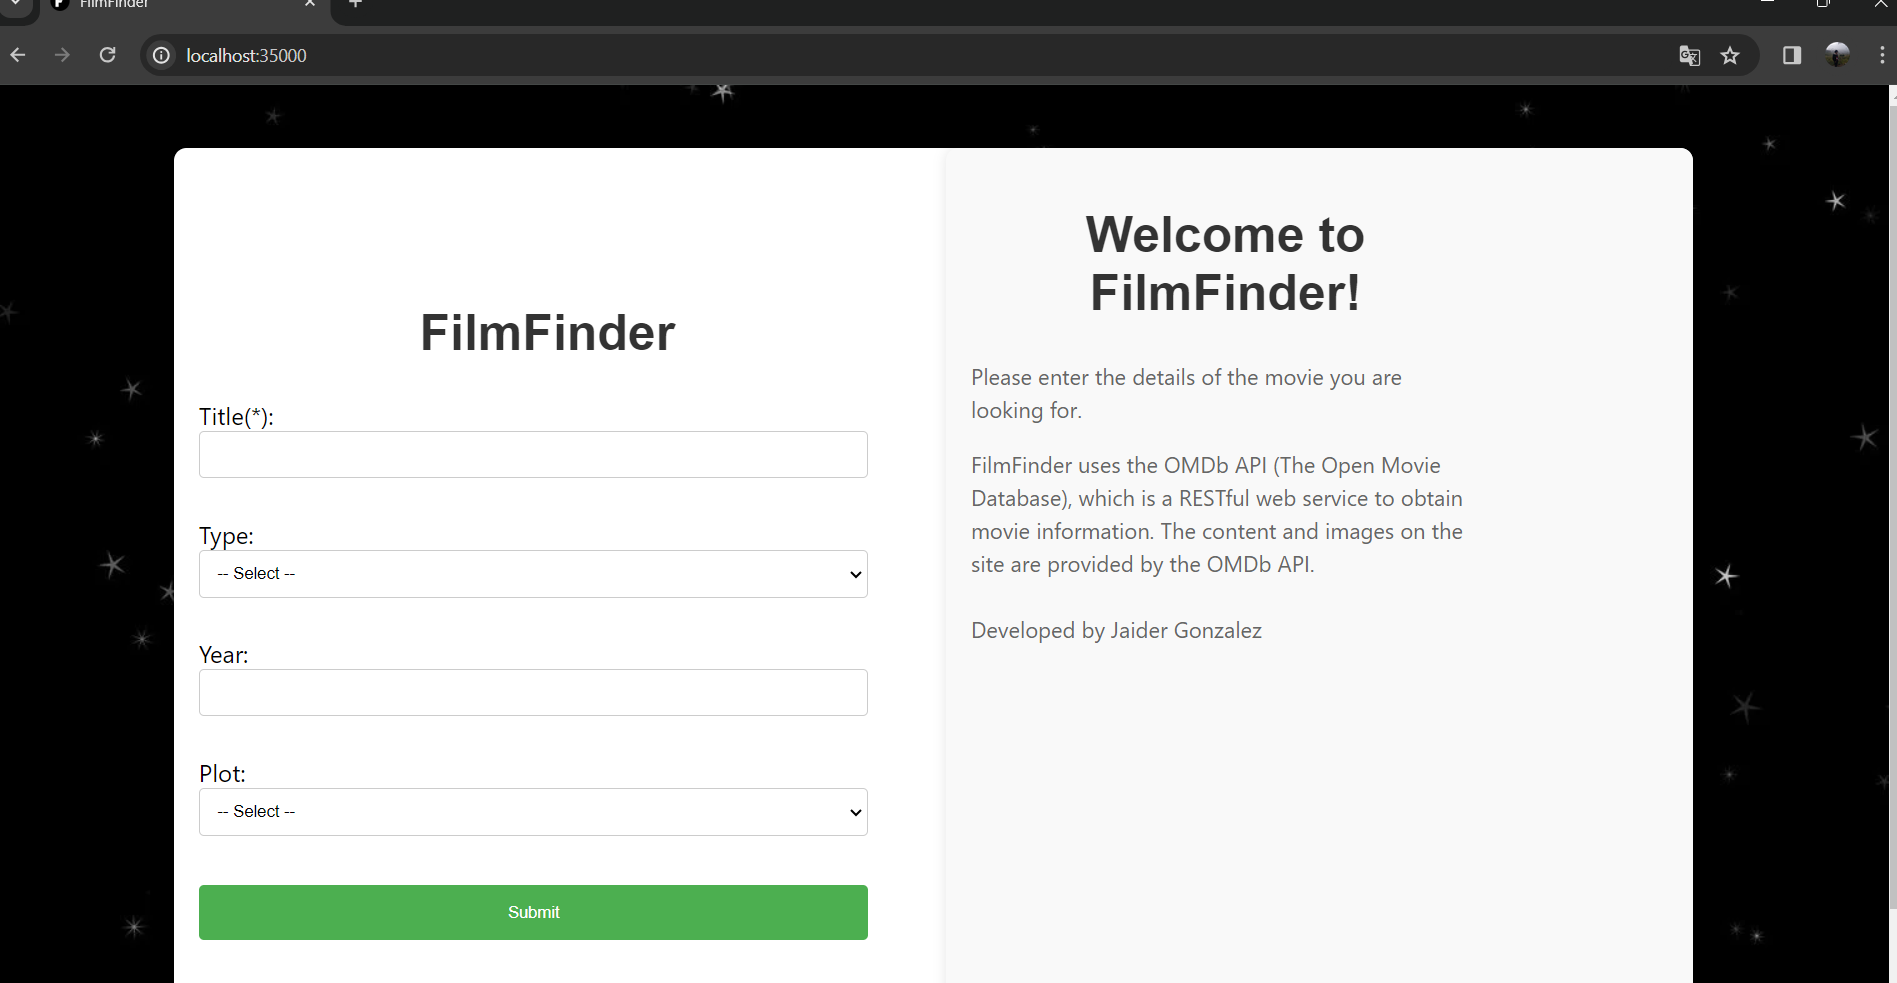 FilmFinder
localhost:35000
FilmFinder
Title(*):
Type:
-- Select --
Year:
Plot:
-- Select --
Submit
Welcome to
FilmFinder!
Please enter the details of the movie you are
looking for.
FilmFinder uses the OMDb API (The Open Movie
Database), which is a RESTful web service to obtain
movie information. The content and images on the
site are provided by the OMDb API.
Developed by Jaider Gonzalez